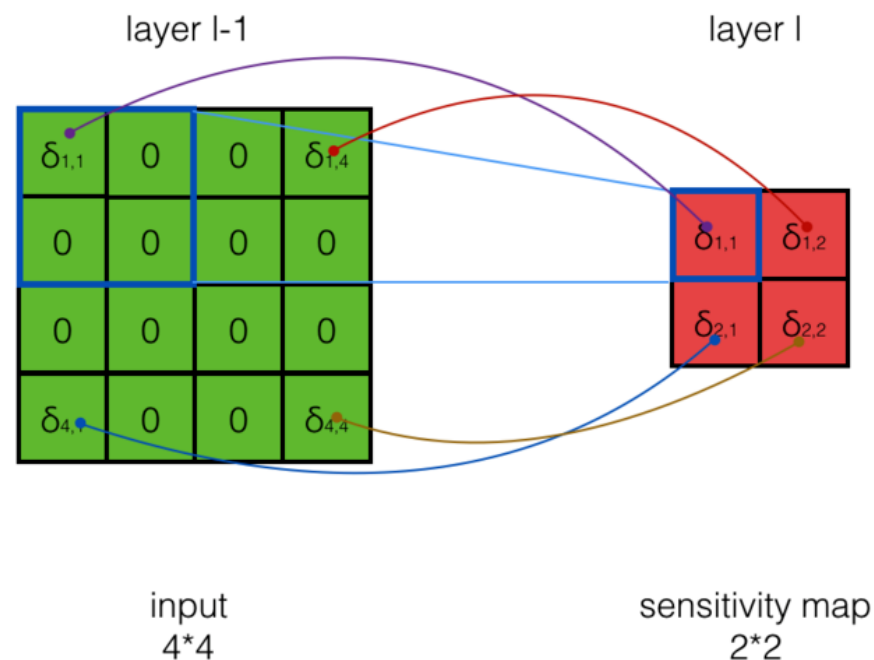 layer l-1
layer l
δ1,1 0 0 δ1,4
0 0 0 0
0 0 0 0
δ4,1 0 0 δ4,4
δ1,1 δ1,2
δ2,1 δ2,2
input
4*4
sensitivity map
2*2